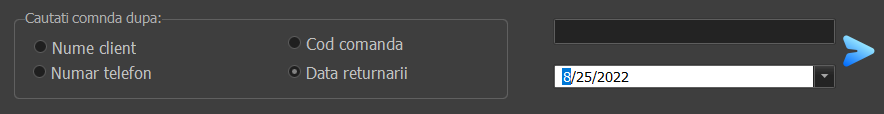 Cautati comnda dupa:
Nume client
Cod comanda
Numar telefon
Data returnarii
8/25/2022